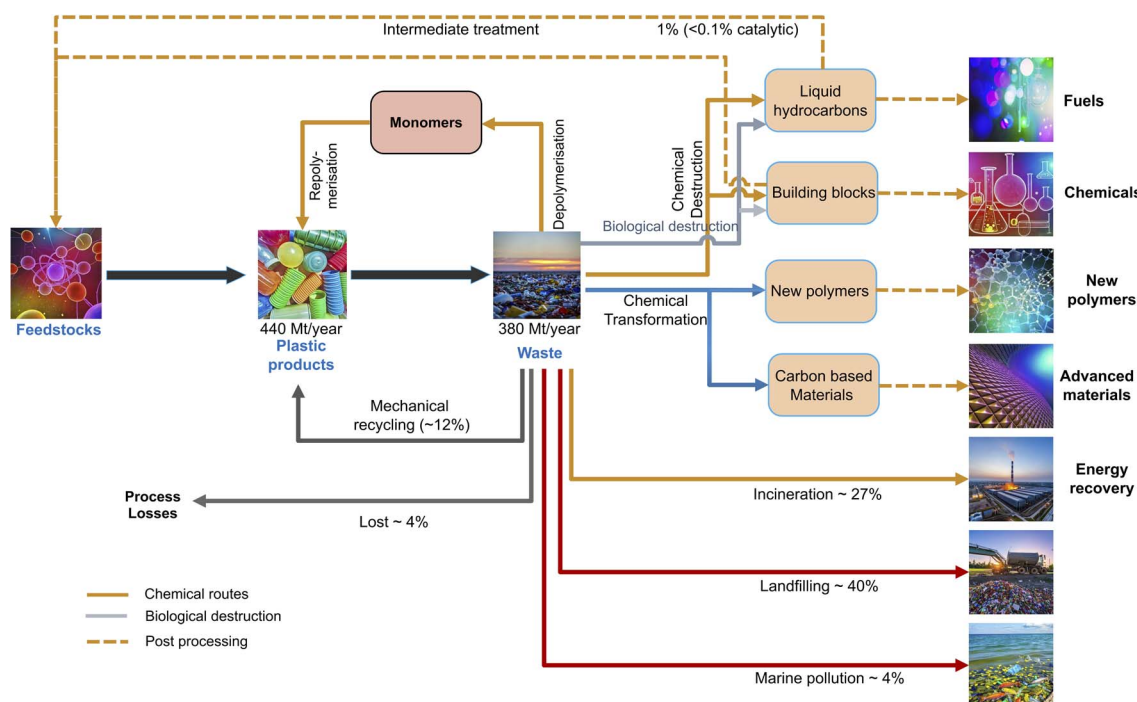 Intermediate treatment
1% (<0.1% catalytic)
Liquid
hydrocarbons
Fuels
Monomers
Repoly-
merisation
Depolymerisation
Chemical
Destruction
Building blocks
Chemicals
Biological destruction
Feedstocks
440 Mt/year
Plastic
products
380 Mt/year
Waste
Chemical
Transformation
New polymers
New
polymers
Carbon based
Materials
Advanced
materials
Mechanical
recycling (~12%)
Energy
recovery
Incineration ~ 27%
Process
Losses
Lost ~ 4%
Landfilling ~ 40%
Chemical routes
Biological destruction
Post processing
Marine pollution ~ 4%